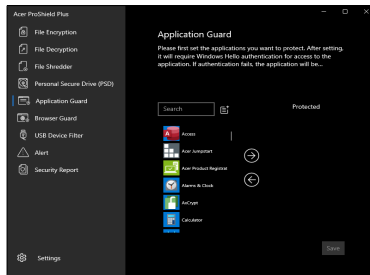 Acer ProShield Plus
File Encryption
File Decryption
File Shredder
Personal Secure Drive (PSD)
Application Guard
Browser Guard
USB Device Filter
Alert
Security Report
Settings
Application Guard
Please first set the applications you want to protect. After setting,
it will require Windows Hello authentication for access to the
application. If authentication fails, the application will be...
Search
Protected
Access
Acer Jumpstart
Acer Product Registrat
Alarms & Clock
AxCrypt
Calculator
Save